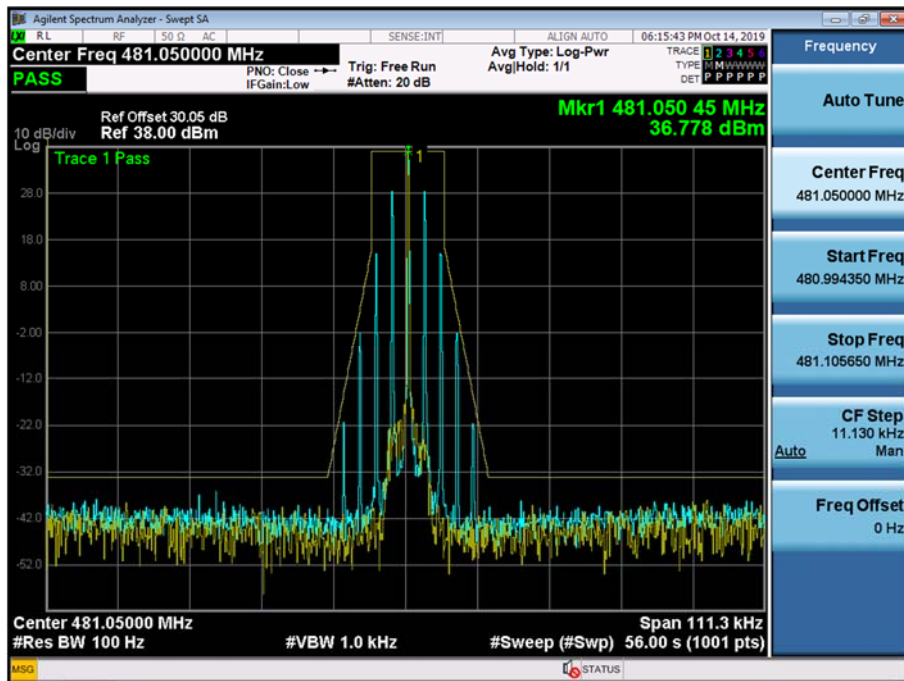 Agilent Spectrum Analyzer - Swept SA
LXI RL RF 50 Ω AC SENSE:INT ALIGN AUTO 06:15:43 PM Oct 14, 2019
Center Freq 481.050000 MHz
PASS
PNO: Close
IFGain:Low
Trig: Free Run
#Atten: 20 dB
Avg Type: Log-Pwr
Avg|Hold: 1/1
TRACE 1 2 3 4 5 6
TYPE M M W W W W
DET P P P P P P
Mkr1 481.050 45 MHz
36.778 dBm
Ref Offset 30.05 dB
10 dB/div Ref 38.00 dBm
Log
Trace 1 Pass
1
28.0
18.0
8.00
-2.00
-12.0
-22.0
-32.0
-42.0
-52.0
Center 481.05000 MHz Span 111.3 kHz
#Res BW 100 Hz #VBW 1.0 kHz #Sweep (#Swp) 56.00 s (1001 pts)
MSG STATUS
Frequency
Auto Tune
Center Freq
481.050000 MHz
Start Freq
480.994350 MHz
Stop Freq
481.105650 MHz
CF Step
11.130 kHz
Auto Man
Freq Offset
0 Hz